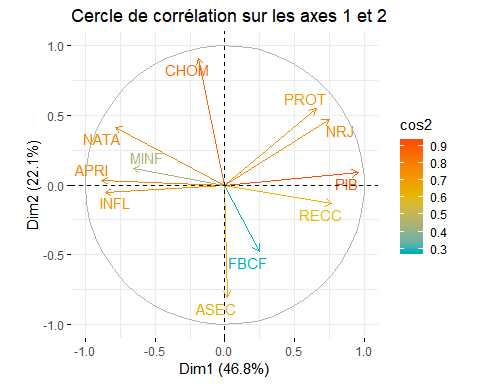 Cercle de corrélation sur les axes 1 et 2
1.0
0.5
0.0
-0.5
-1.0
Dim2 (22.1%)
CHOM
PROT
NRJ
NATA
MINF
APRI
PIB
INFL
RECC
FBCF
ASEC
-1.0 -0.5 0.0 0.5 1.0
Dim1 (46.8%)
cos2
0.9
0.8
0.7
0.6
0.5
0.4
0.3